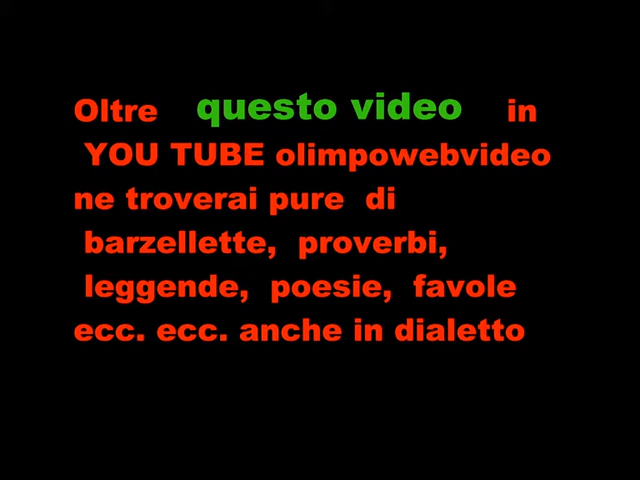 Oltre questo video in
YOU TUBE olimpowebvideo
ne troverai pure di
barzellette, proverbi,
leggende, poesie, favole
ecc. ecc. anche in dialetto